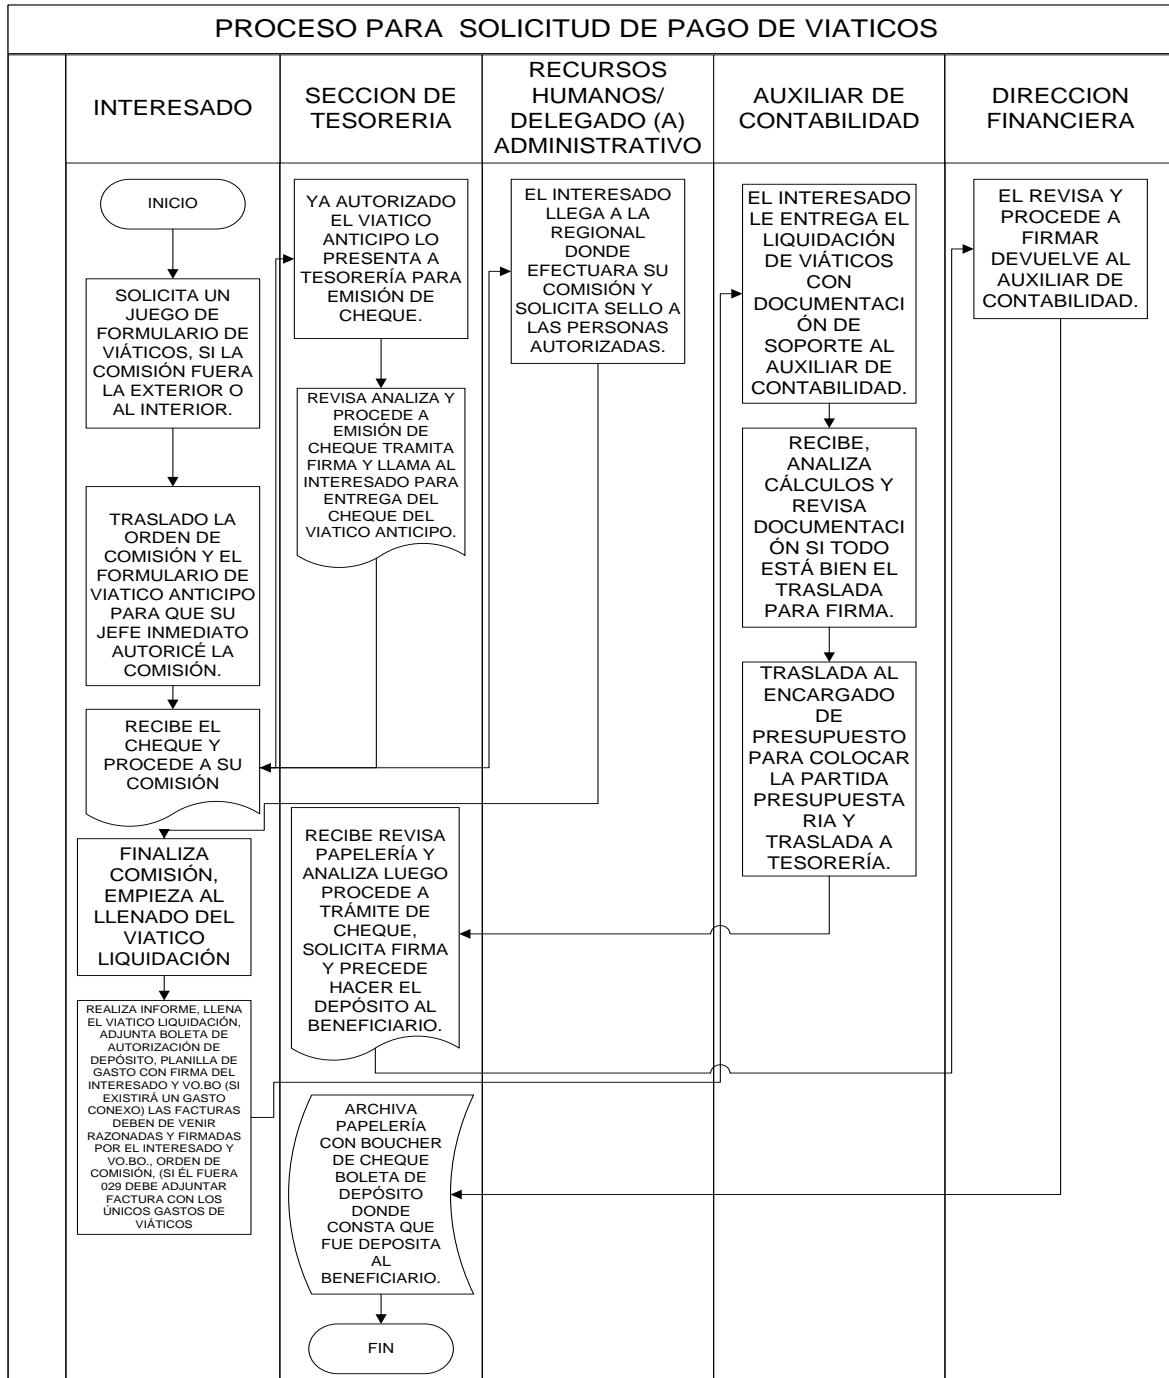 PROCESO PARA SOLICITUD DE PAGO DE VIATICOS
INTERESADO
SECCION DE
TESORERIA
RECURSOS
HUMANOS/
DELEGADO (A)
ADMINISTRATIVO
AUXILIAR DE
CONTABILIDAD
DIRECCION
FINANCIERA
INICIO
SOLICITA UN
JUEGO DE
FORMULARIO DE
VIÁTICOS, SI LA
COMISIÓN FUERA
LA EXTERIOR O
AL INTERIOR.
TRASLADO LA
ORDEN DE
COMISIÓN Y EL
FORMULARIO DE
VIATICO ANTICIPO
PARA QUE SU
JEFE INMEDIATO
AUTORICÉ LA
COMISIÓN.
RECIBE EL
CHEQUE Y
PROCEDE A SU
COMISIÓN
FINALIZA
COMISIÓN,
EMPIEZA AL
LLENADO DEL
VIATICO
LIQUIDACIÓN
REALIZA INFORME, LLENA
EL VIATICO LIQUIDACIÓN,
ADJUNTA BOLETA DE
AUTORIZACIÓN DE
DEPÓSITO, PLANILLA DE
GASTO CON FIRMA DEL
INTERESADO Y VO.BO (SI
EXISTIRÁ UN GASTO
CONEXO) LAS FACTURAS
DEBEN DE VENIR
RAZONADAS Y FIRMADAS
POR EL INTERESADO Y
VO.BO., ORDEN DE
COMISIÓN, (SI ÉL FUERA
029 DEBE ADJUNTAR
FACTURA CON LOS
ÚNICOS GASTOS DE
VIÁTICOS
YA AUTORIZADO
EL VIATICO
ANTICIPO LO
PRESENTA A
TESORERÍA PARA
EMISIÓN DE
CHEQUE.
REVISA ANALIZA Y
PROCEDE A
EMISIÓN DE
CHEQUE TRAMITA
FIRMA Y LLAMA AL
INTERESADO PARA
ENTREGA DEL
CHEQUE DEL
VIATICO ANTICIPO.
RECIBE REVISA
PAPELERÍA Y
ANALIZA LUEGO
PROCEDE A
TRÁMITE DE
CHEQUE,
SOLICITA FIRMA
Y PRECEDE
HACER EL
DEPÓSITO AL
BENEFICIARIO.
ARCHIVA
PAPELERÍA
CON BOUCHER
DE CHEQUE
BOLETA DE
DEPÓSITO
DONDE
CONSTA QUE
FUE DEPOSITA
AL
BENEFICIARIO.
FIN
EL INTERESADO
LLEGA A LA
REGIONAL
DONDE
EFECTUARA SU
COMISIÓN Y
SOLICITA SELLO A
LAS PERSONAS
AUTORIZADAS.
EL INTERESADO
LE ENTREGA EL
LIQUIDACIÓN
DE VIÁTICOS
CON
DOCUMENTACI
ÓN DE
SOPORTE AL
AUXILIAR DE
CONTABILIDAD.
RECIBE,
ANALIZA
CÁLCULOS Y
REVISA
DOCUMENTACI
ÓN SI TODO
ESTÁ BIEN EL
TRASLADA
PARA FIRMA.
TRASLADA AL
ENCARGADO
DE
PRESUPUESTO
PARA COLOCAR
LA PARTIDA
PRESUPUESTA
RIA Y
TRASLADA A
TESORERÍA.
EL REVISA Y
PROCEDE A
FIRMAR
DEVUELVE AL
AUXILIAR DE
CONTABILIDAD.